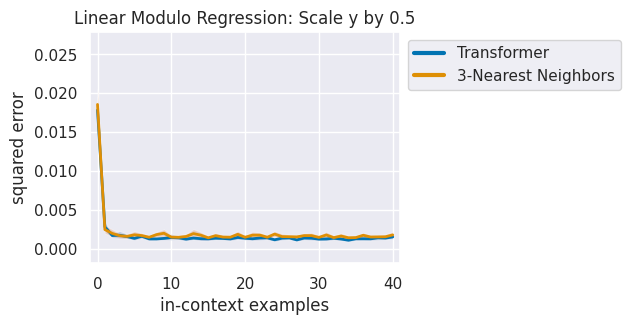 Linear Modulo Regression: Scale y by 0.5
0.025
0.020
0.015
0.010
0.005
0.000
squared error
0 10 20 30 40
in-context examples
Transformer
3-Nearest Neighbors